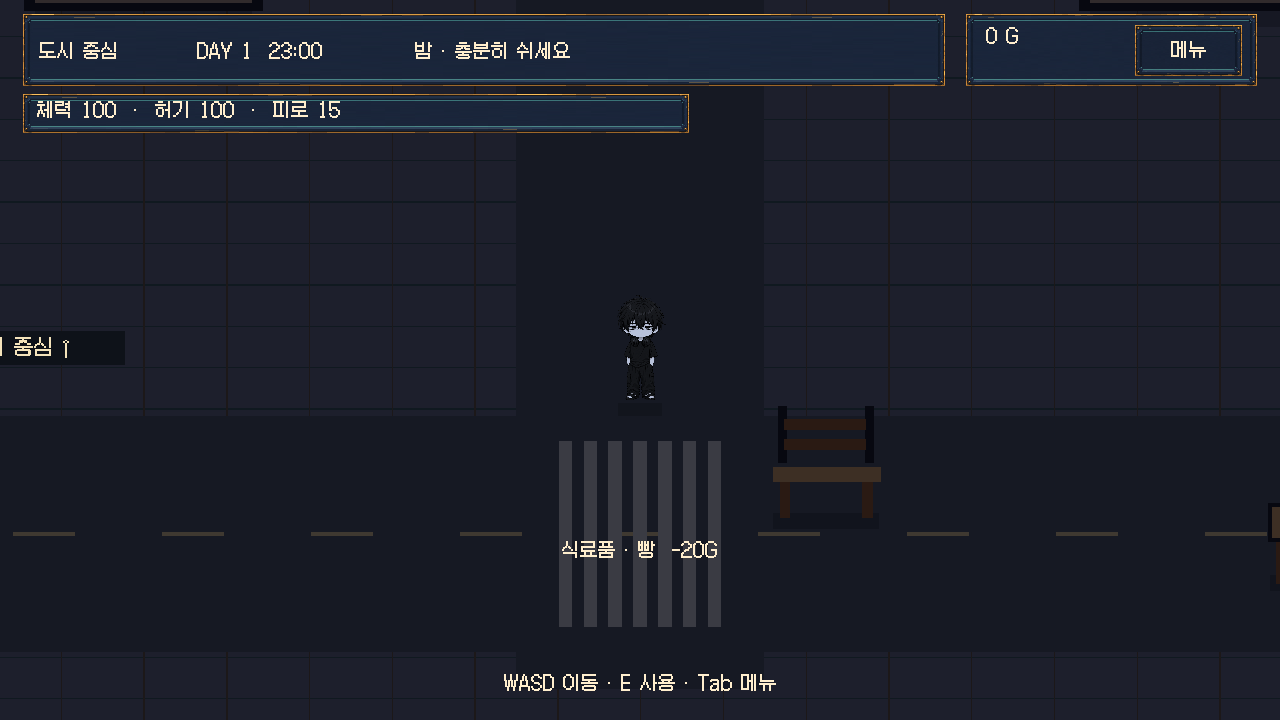 도시 중심 DAY 1 23:00 밤 · 충분히 쉬세요
0 G
메뉴
체력 100 · 허기 100 · 피로 15
중심 ↑
식료품 · 빵 -20G
WASD 이동 · E 사용 · Tab 메뉴